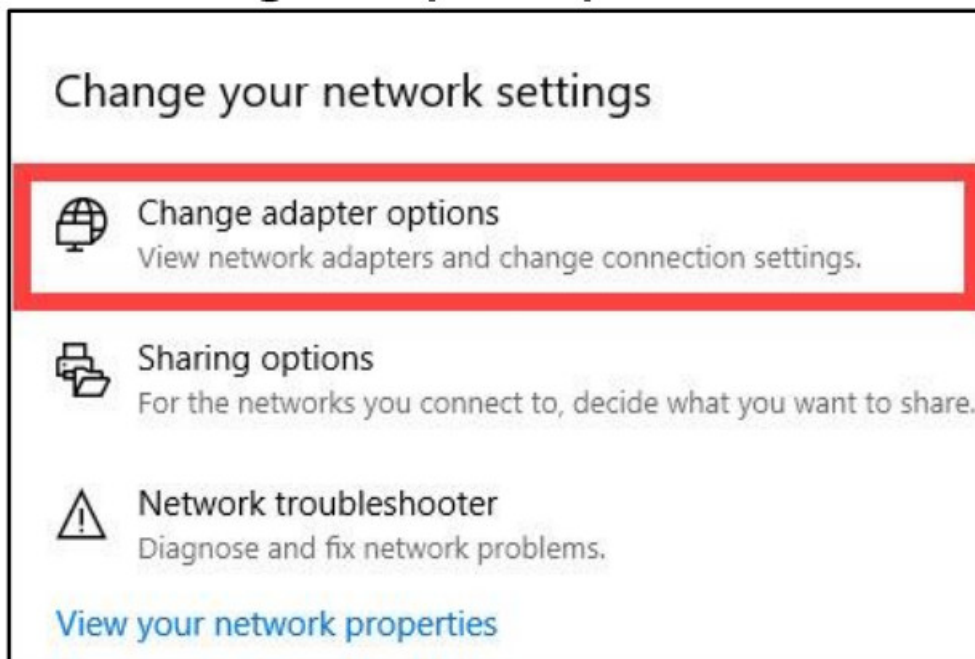 Change your network settings
Change adapter options
View network adapters and change connection settings.
Sharing options
For the networks you connect to, decide what you want to share.
Network troubleshooter
Diagnose and fix network problems.
View your network properties